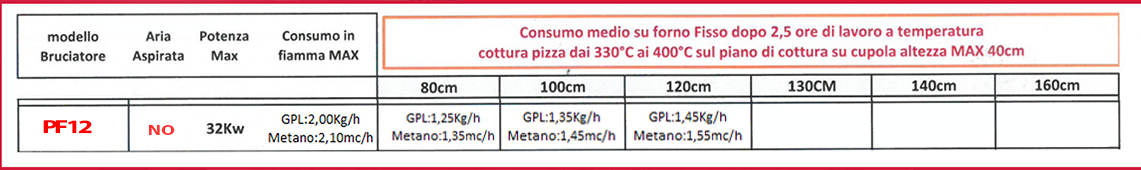 modello Bruciatore
Aria Aspirata
Potenza Max
Consumo in fiamma MAX
Consumo medio su forno Fisso dopo 2,5 ore di lavoro a temperatura
cottura pizza dai 330°C ai 400°C sul piano di cottura su cupola altezza MAX 40cm
80cm 100cm 120cm 130CM 140cm 160cm
PF12 NO 32Kw
GPL:2,00Kg/h
Metano:2,10mc/h
GPL:1,25Kg/h
Metano:1,35mc/h
GPL:1,35Kg/h
Metano:1,45mc/h
GPL:1,45Kg/h
Metano:1,55mc/h